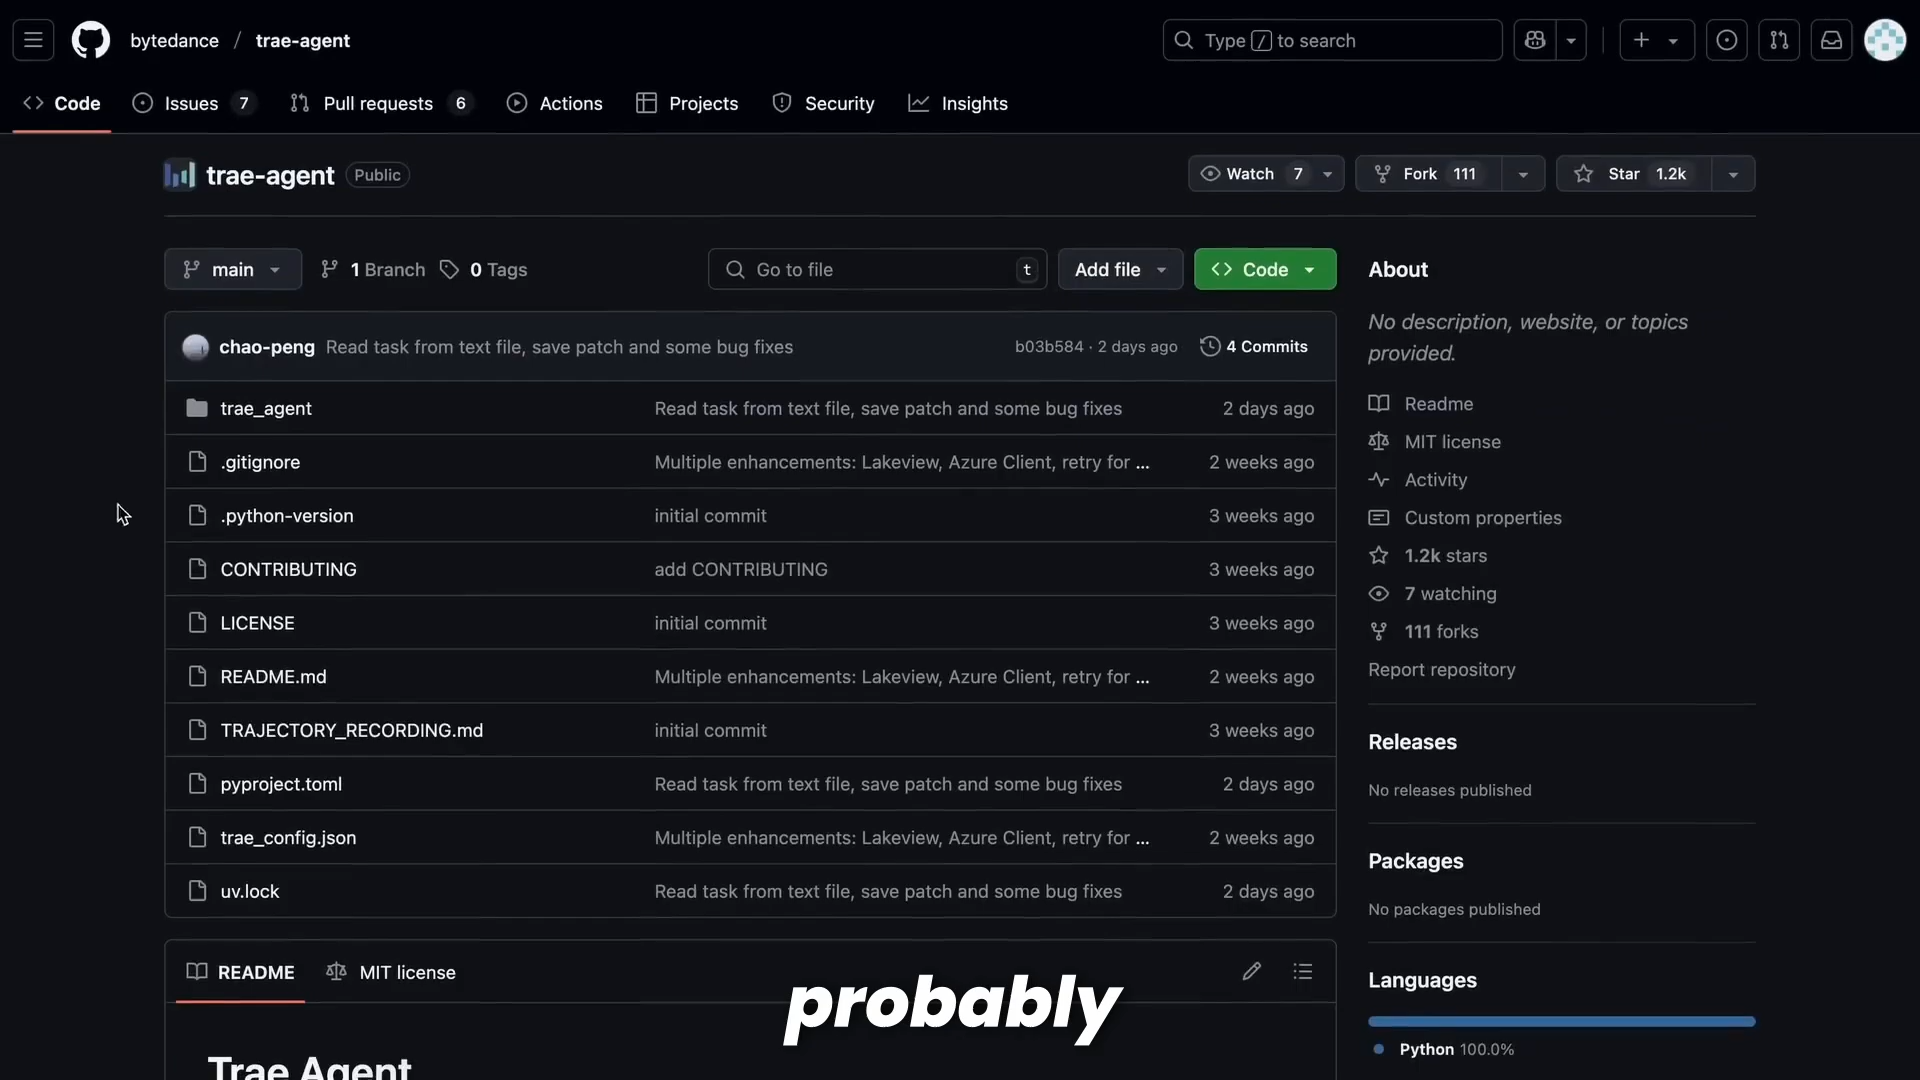 bytedance / trae-agent
Type / to search
Code
Issues 7
Pull requests 6
Actions
Projects
Security
Insights
trae-agent Public
Watch 7
Fork 111
Star 1.2k
main
1 Branch
0 Tags
Go to file t
Add file
Code
chao-peng Read task from text file, save patch and some bug fixes b03b584 · 2 days ago 4 Commits
trae_agent Read task from text file, save patch and some bug fixes 2 days ago
.gitignore Multiple enhancements: Lakeview, Azure Client, retry for ... 2 weeks ago
.python-version initial commit 3 weeks ago
CONTRIBUTING add CONTRIBUTING 3 weeks ago
LICENSE initial commit 3 weeks ago
README.md Multiple enhancements: Lakeview, Azure Client, retry for ... 2 weeks ago
TRAJECTORY_RECORDING.md initial commit 3 weeks ago
pyproject.toml Read task from text file, save patch and some bug fixes 2 days ago
trae_config.json Multiple enhancements: Lakeview, Azure Client, retry for ... 2 weeks ago
uv.lock Read task from text file, save patch and some bug fixes 2 days ago
README
MIT license
Trae Agent
probably
About
No description, website, or topics
provided.
Readme
MIT license
Activity
Custom properties
1.2k stars
7 watching
111 forks
Report repository
Releases
No releases published
Packages
No packages published
Languages
Python 100.0%